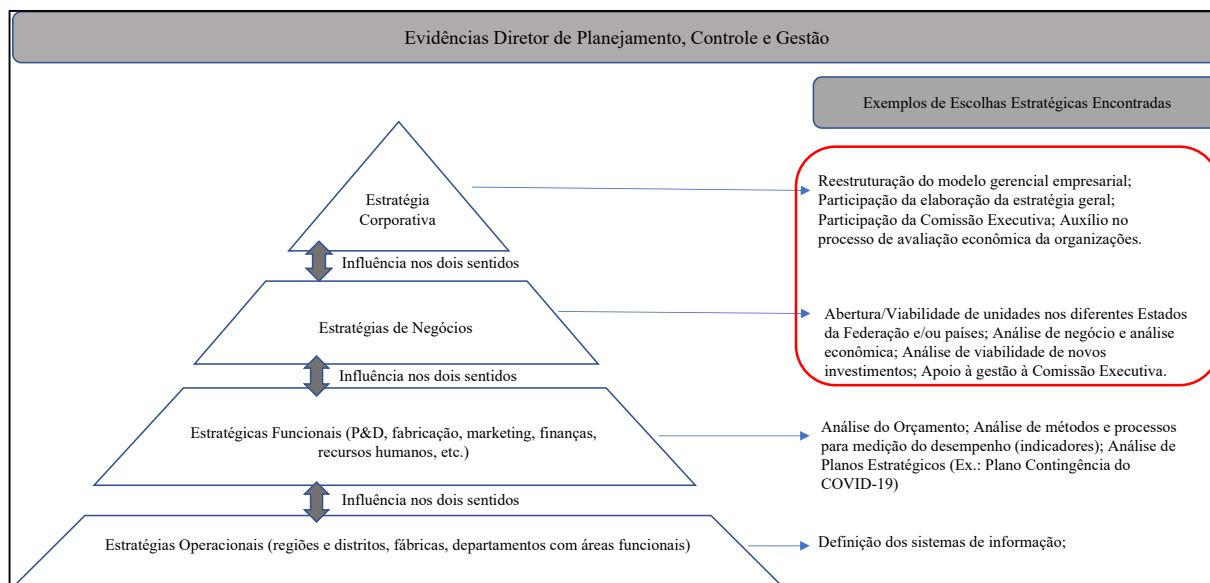 Evidências Diretor de Planejamento, Controle e Gestão
Exemplos de Escolhas Estratégicas Encontradas
Estratégia
Corporativa
Reestruturação do modelo gerencial empresarial;
Participação da elaboração da estratégia geral;
Participação da Comissão Executiva; Auxílio no
processo de avaliação econômica da organizações.
Influência nos dois sentidos
Estratégias de Negócios
Abertura/Viabilidade de unidades nos diferentes Estados
da Federação e/ou países; Análise de negócio e análise
econômica; Análise de viabilidade de novos
investimentos; Apoio à gestão à Comissão Executiva.
Influência nos dois sentidos
Estratégicas Funcionais (P&D, fabricação, marketing, finanças,
recursos humanos, etc.)
Análise do Orçamento; Análise de métodos e processos
para medição do desempenho (indicadores); Análise de
Planos Estratégicos (Ex.: Plano Contingência do
COVID-19)
Influência nos dois sentidos
Estratégias Operacionais (regiões e distritos, fábricas, departamentos com áreas funcionais)
Definição dos sistemas de informação;